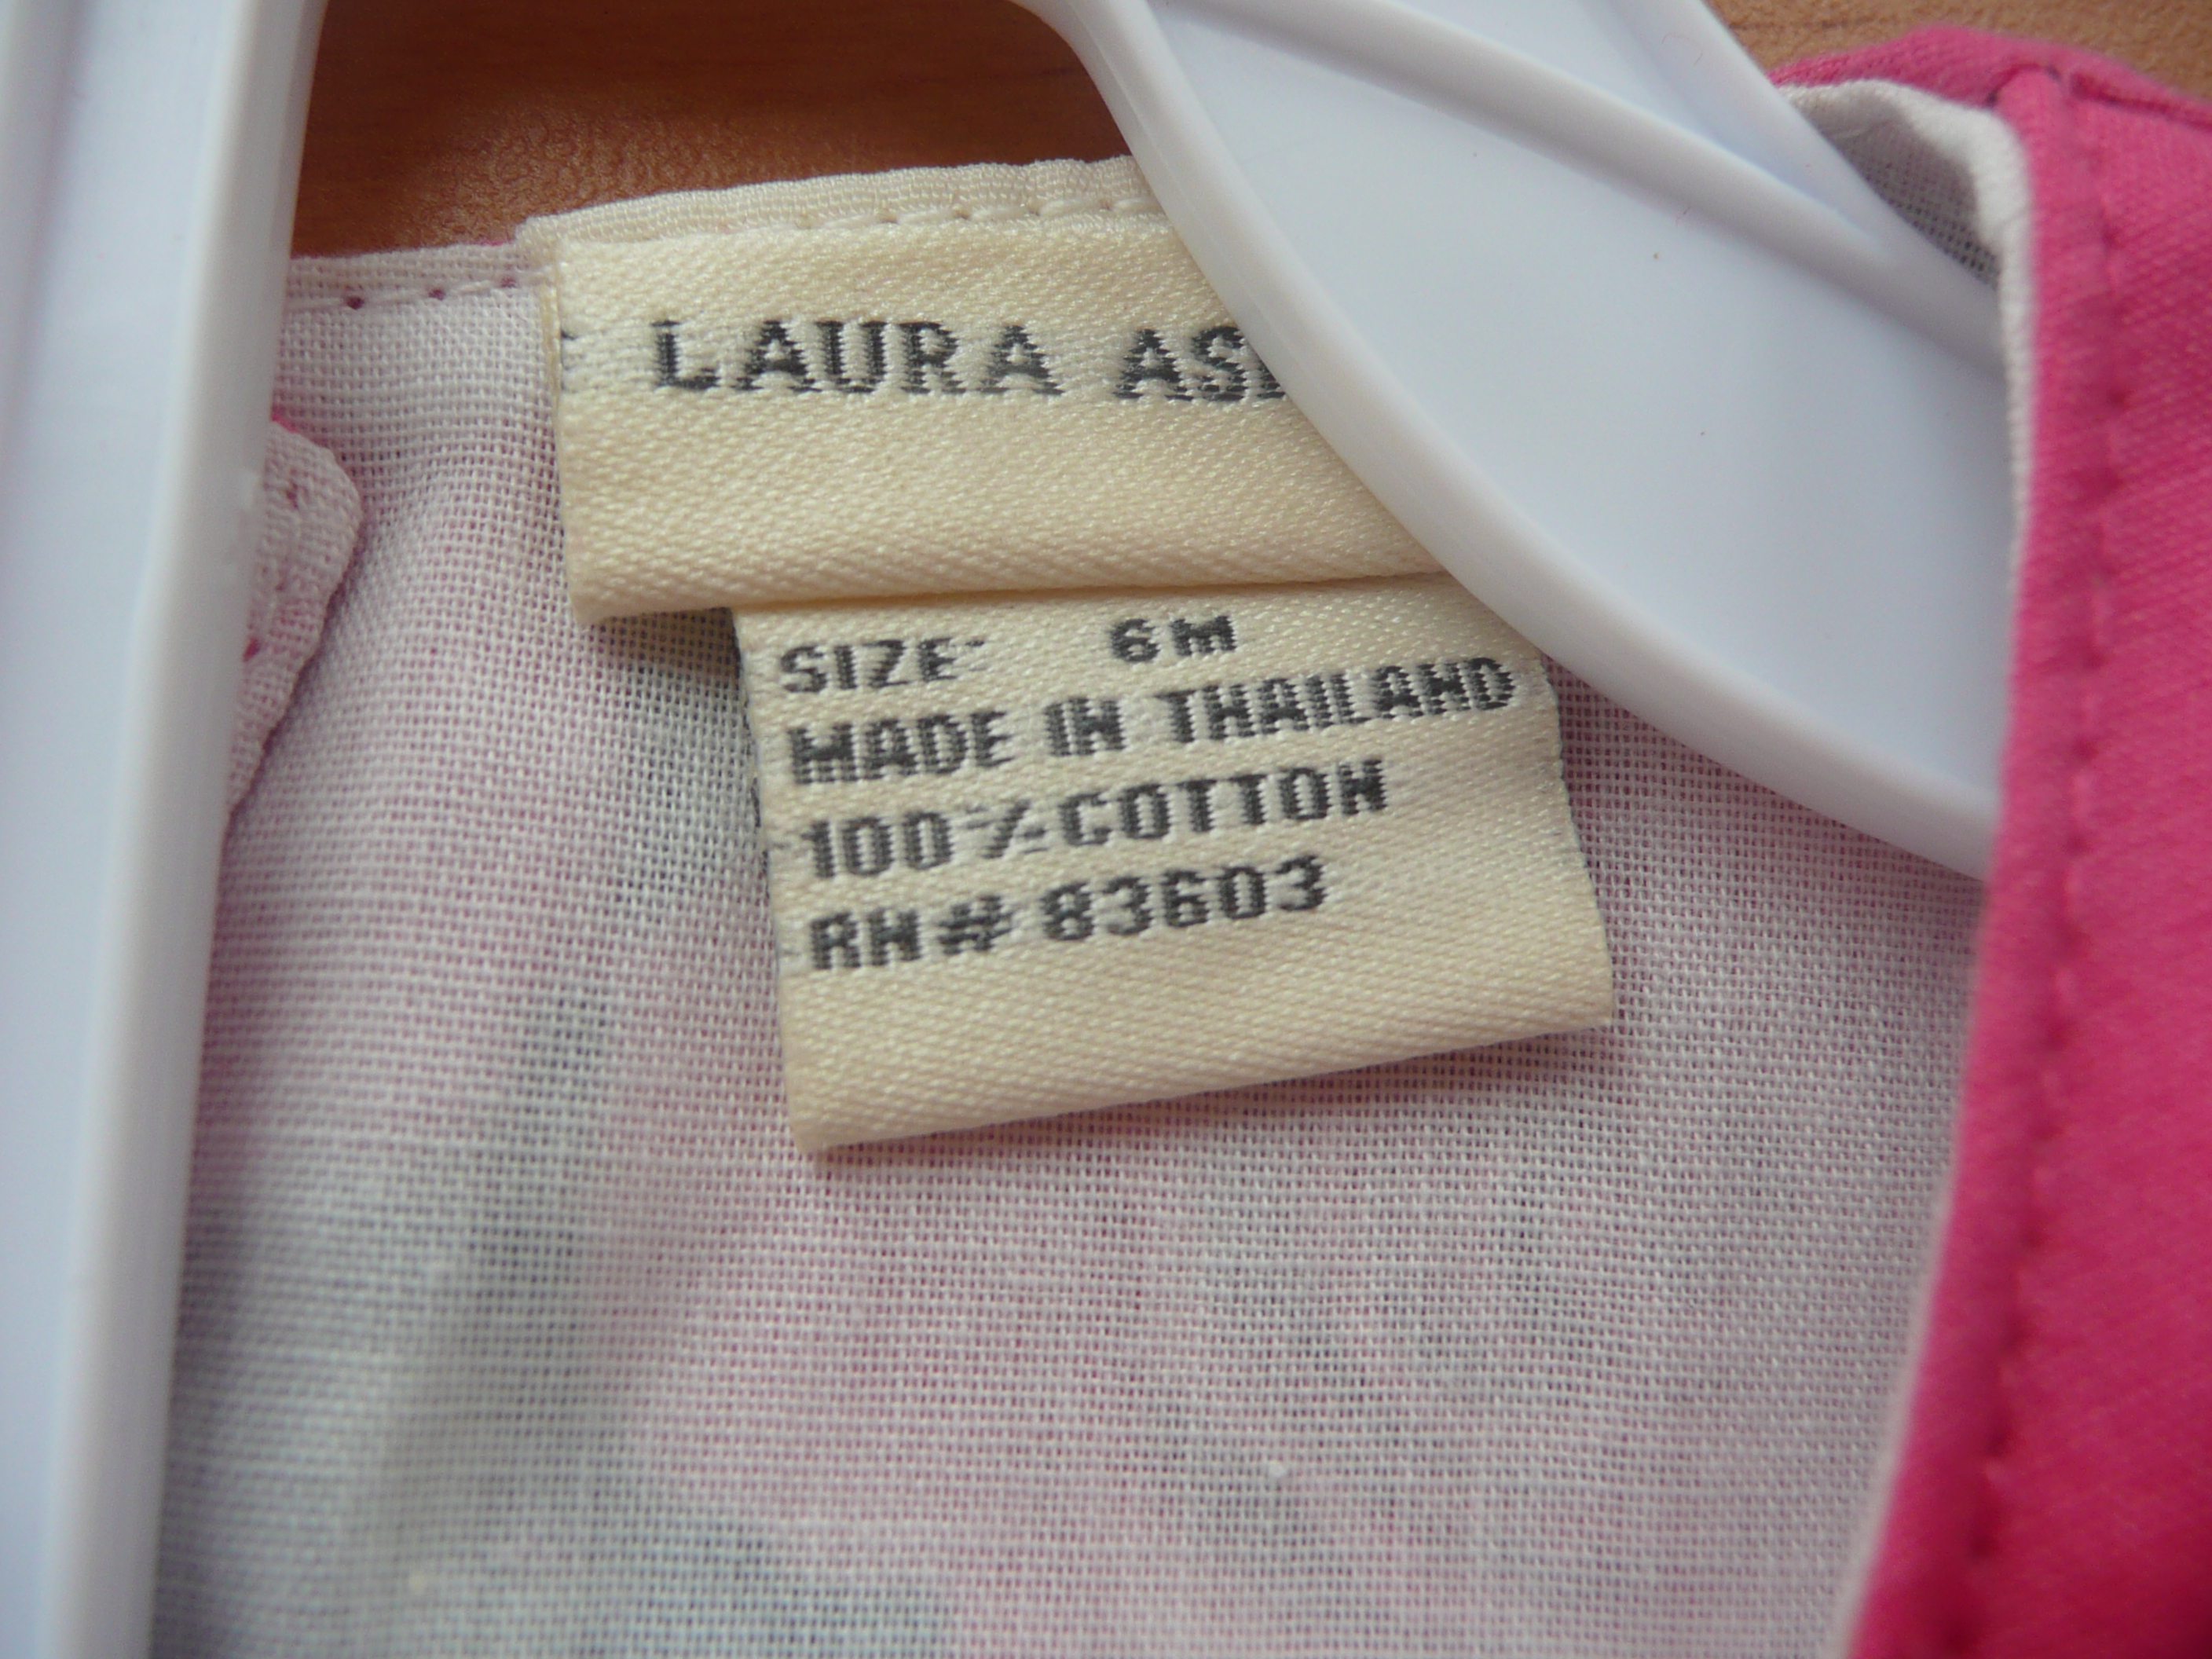 LAURA AS
SIZE: 6M
MADE IN THAILAND
100% COTTON
RN# 83603